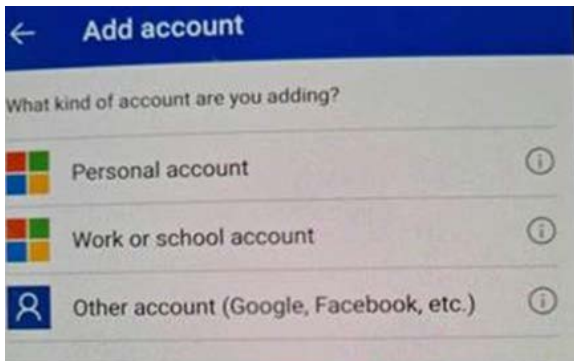 Add account
What kind of account are you adding?
Personal account
Work or school account
Other account (Google, Facebook, etc.)